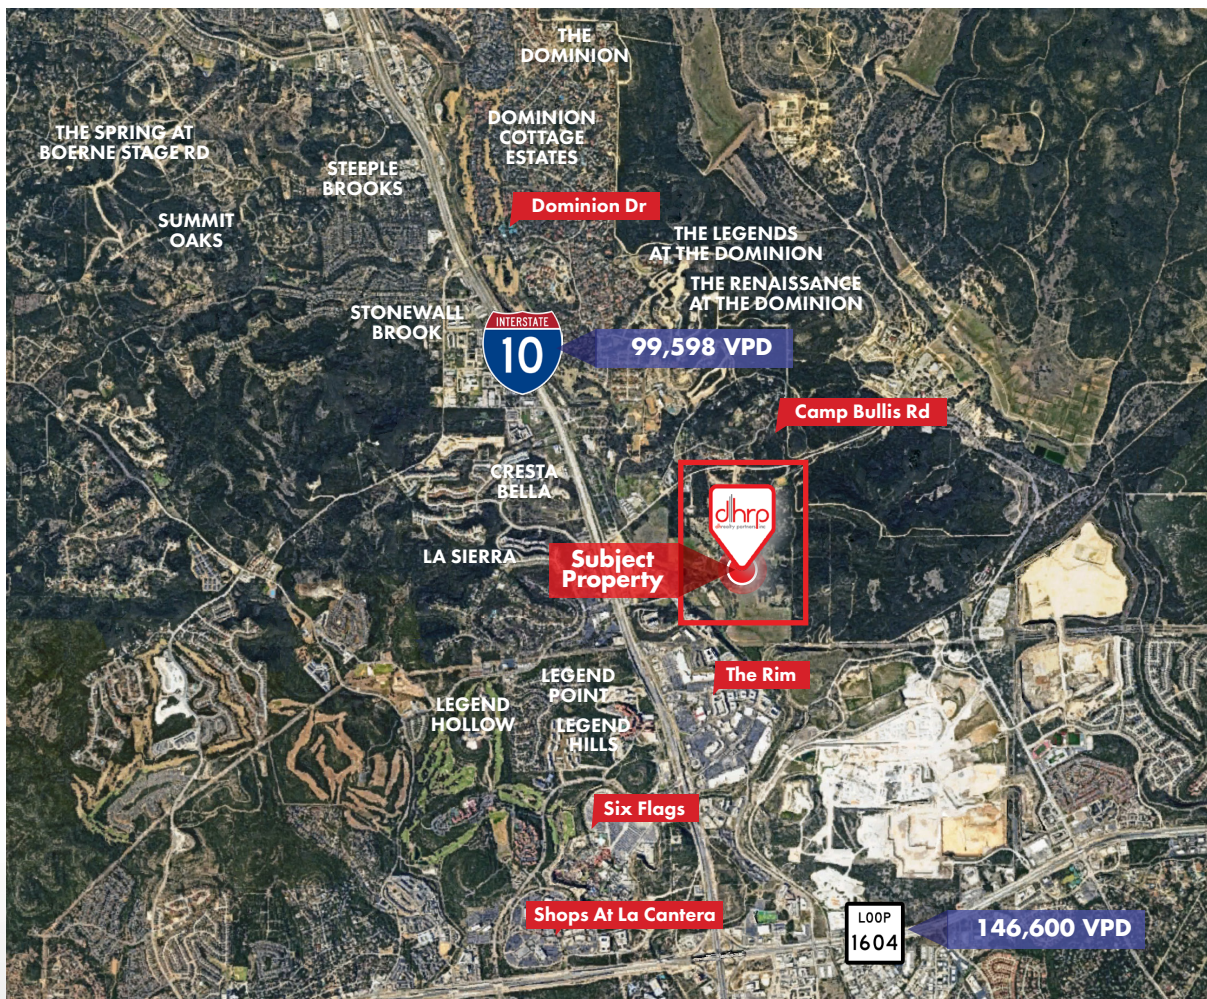 THE
DOMINION
DOMINION
COTTAGE
ESTATES
THE SPRING AT
BOERNE STAGE RD
STEEPLE
BROOKS
Dominion Dr
SUMMIT
OAKS
THE LEGENDS
AT THE DOMINION
THE RENAISSANCE
AT THE DOMINION
STONEWALL
BROOK
INTERSTATE
10
99,598 VPD
Camp Bullis Rd
CRESTA
BELLA
dhrp
dhrealty partners inc
LA SIERRA
Subject
Property
The Rim
LEGEND
POINT
LEGEND
HOLLOW
LEGEND
HILLS
Six Flags
Shops At La Cantera
LOOP
1604
146,600 VPD